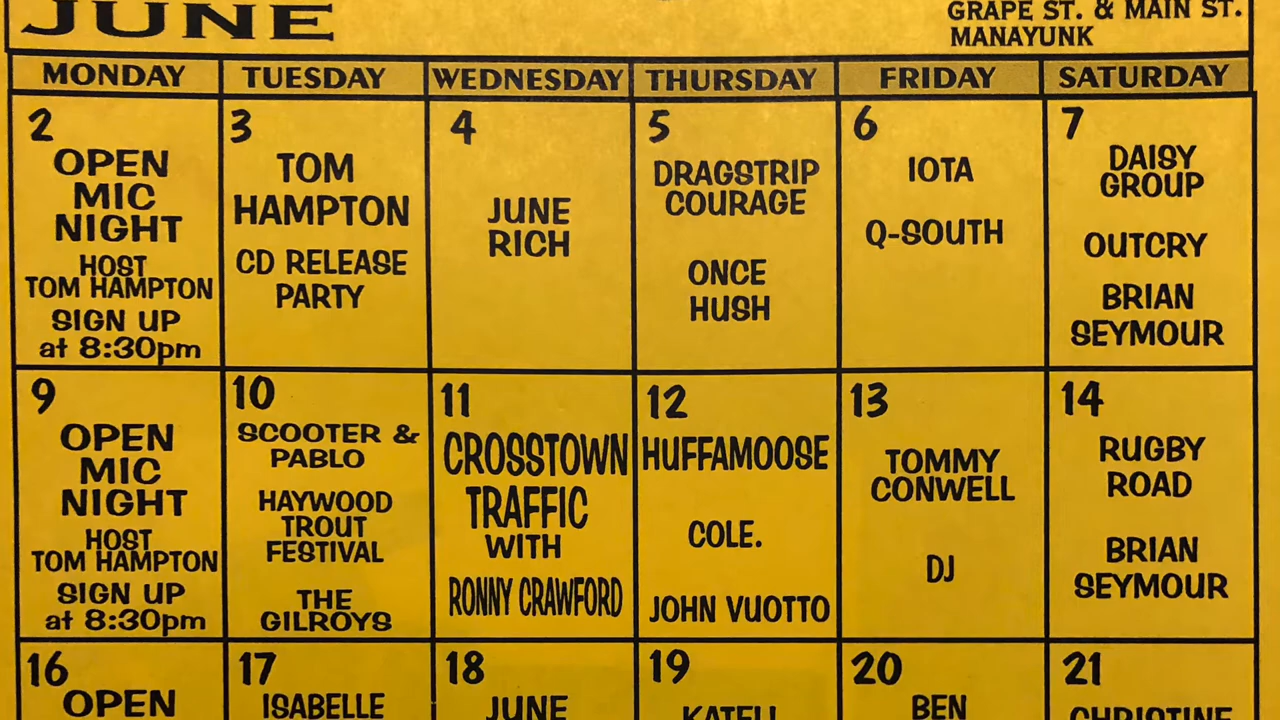 JUNE
GRAPE ST. & MAIN ST.
MANAYUNK
MONDAY
TUESDAY
WEDNESDAY
THURSDAY
FRIDAY
SATURDAY
2
OPEN
MIC
NIGHT
HOST
TOM HAMPTON
SIGN UP
at 8:30pm
3
TOM
HAMPTON
CD RELEASE
PARTY
4
JUNE
RICH
5
DRAGSTRIP
COURAGE
ONCE
HUSH
6
IOTA
Q-SOUTH
7
DAISY
GROUP
OUTCRY
BRIAN
SEYMOUR
9
OPEN
MIC
NIGHT
HOST
TOM HAMPTON
SIGN UP
at 8:30pm
10
SCOOTER &
PABLO
HAYWOOD
TROUT
FESTIVAL
THE
GILROYS
11
CROSSTOWN
TRAFFIC
WITH
RONNY CRAWFORD
12
HUFFAMOOSE
COLE.
JOHN VUOTTO
13
TOMMY
CONWELL
DJ
14
RUGBY
ROAD
BRIAN
SEYMOUR
16
OPEN
17
ISABELLE
18
JUNE
19
KATELL
20
BEN
21
CHRISTINE